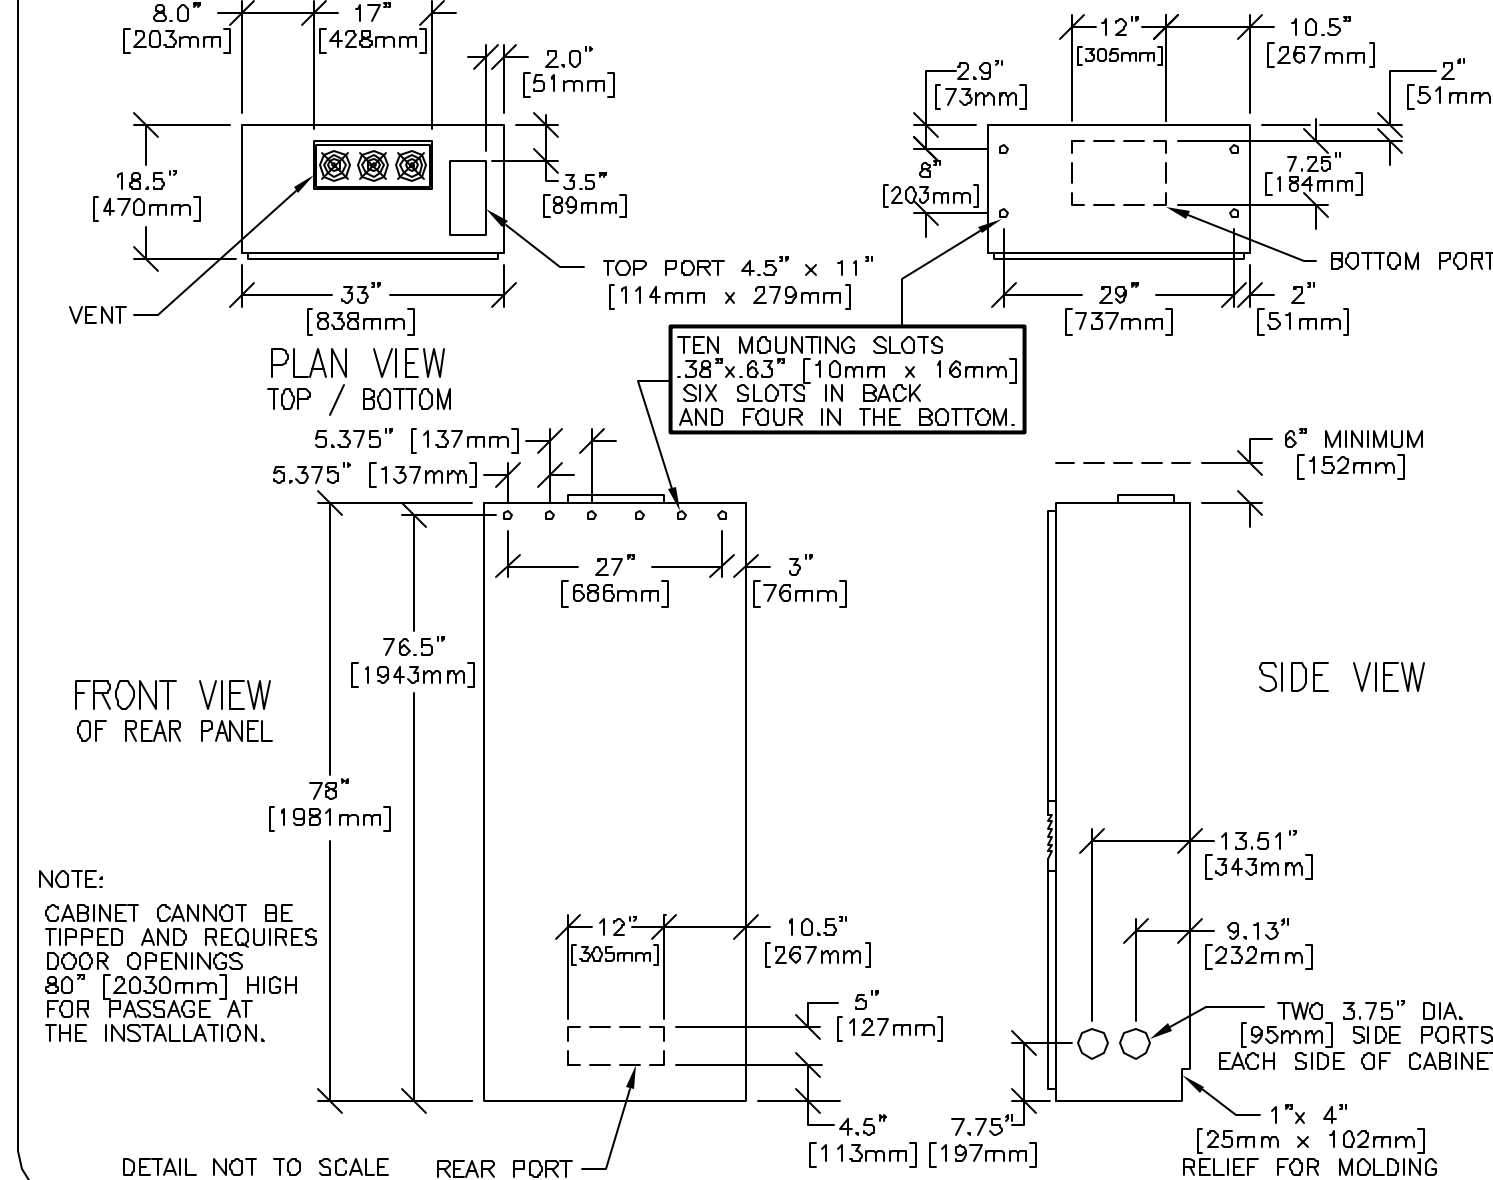 8.0"
[203mm]
17"
[428mm]
2.0"
[51mm]
18.5"
[470mm]
3.5"
[89mm]
TOP PORT 4.5" x 11"
[114mm x 279mm]
VENT
33"
[838mm]
PLAN VIEW
TOP / BOTTOM
12"
[305mm]
10.5"
[267mm]
2.9"
[73mm]
2"
[51mm
8"
[203mm]
7.25"
[184mm]
BOTTOM PORT
29"
[737mm]
2"
[51mm]
TEN MOUNTING SLOTS
.38"x.63" [10mm x 16mm]
SIX SLOTS IN BACK
AND FOUR IN THE BOTTOM.
5.375" [137mm]
5.375" [137mm]
6" MINIMUM
[152mm]
27"
[686mm]
3"
[76mm]
76.5"
[1943mm]
FRONT VIEW
OF REAR PANEL
SIDE VIEW
78"
[1981mm]
13.51"
[343mm]
NOTE:
CABINET CANNOT BE
TIPPED AND REQUIRES
DOOR OPENINGS
80" [2030mm] HIGH
FOR PASSAGE AT
THE INSTALLATION.
12"
[305mm]
10.5"
[267mm]
9.13"
[232mm]
5"
[127mm]
TWO 3.75" DIA.
[95mm] SIDE PORTS
EACH SIDE OF CABINET
4.5"
[113mm]
7.75"
[197mm]
1"x 4"
[25mm x 102mm]
RELIEF FOR MOLDING
DETAIL NOT TO SCALE
REAR PORT